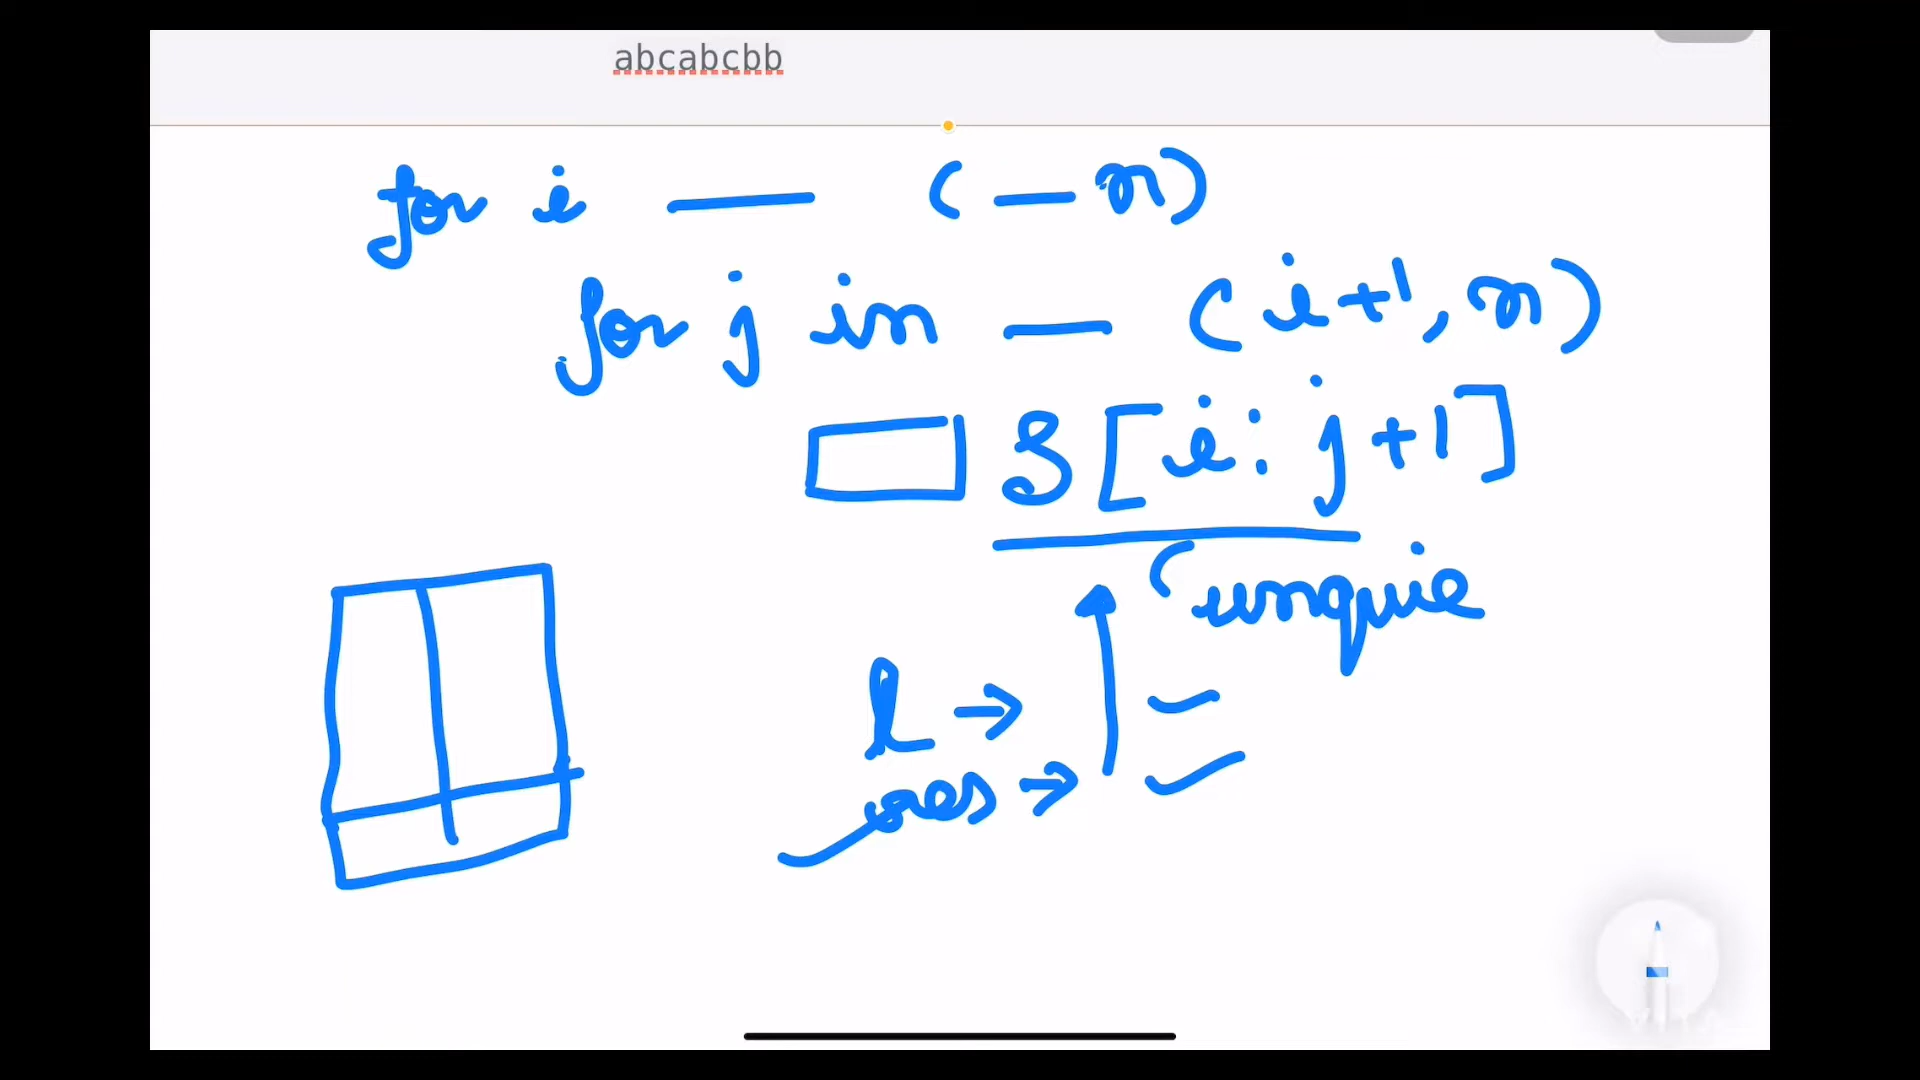 abcabcbb
for i — ( — n)
for j in — (i+1, n)
S[i: j+1]
unquie
l →
res →